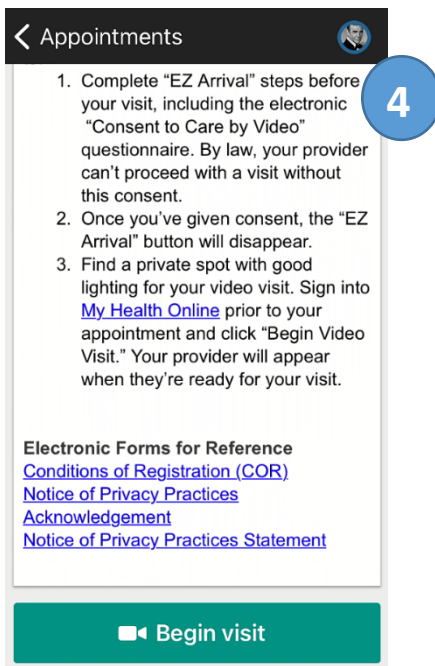 Appointments
4
1. Complete “EZ Arrival” steps before
your visit, including the electronic
“Consent to Care by Video”
questionnaire. By law, your provider
can’t proceed with a visit without
this consent.
2. Once you’ve given consent, the “EZ
Arrival” button will disappear.
3. Find a private spot with good
lighting for your video visit. Sign into
My Health Online prior to your
appointment and click “Begin Video
Visit.” Your provider will appear
when they’re ready for your visit.
Electronic Forms for Reference
Conditions of Registration (COR)
Notice of Privacy Practices
Acknowledgement
Notice of Privacy Practices Statement
Begin visit